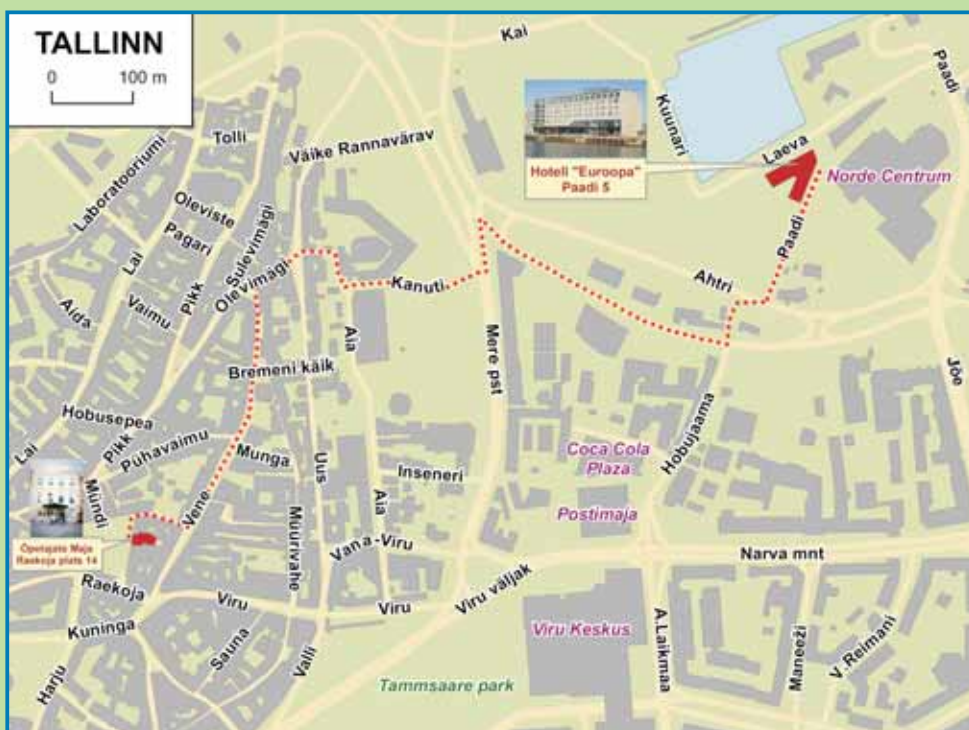 TALLINN
0 100 m
Kai
Paadi
Tolli
Kuunari
Väike Rannavärav
Laboratooriumi
Laeva
Hotell "Euroopa"
Paadi 5
Norde Centrum
Oleviste
Pagari
Sulevimägi
Lai
Paadi
Olevimägi
Kanuti
Ahtri
Aida
Vaimu
Pikk
Aia
Mere pst
Bremeni käik
Jõe
Hobusepea
Hobujaama
Pikk
Pühavaimu
Munga
Coca Cola
Plaza
Lai
Uus
Inseneri
Mündi
Vene
Aia
Postimaja
Müürivahe
Õpetajate Maja
Raekoja plats 14
Vana-Viru
Narva mnt
Raekoja
Viru
Viru
Viru väljak
Kuninga
Viru Keskus
A.Laikmaa
Maneeži
V.Reimani
Sauna
Valli
Harju
Tammsaare park